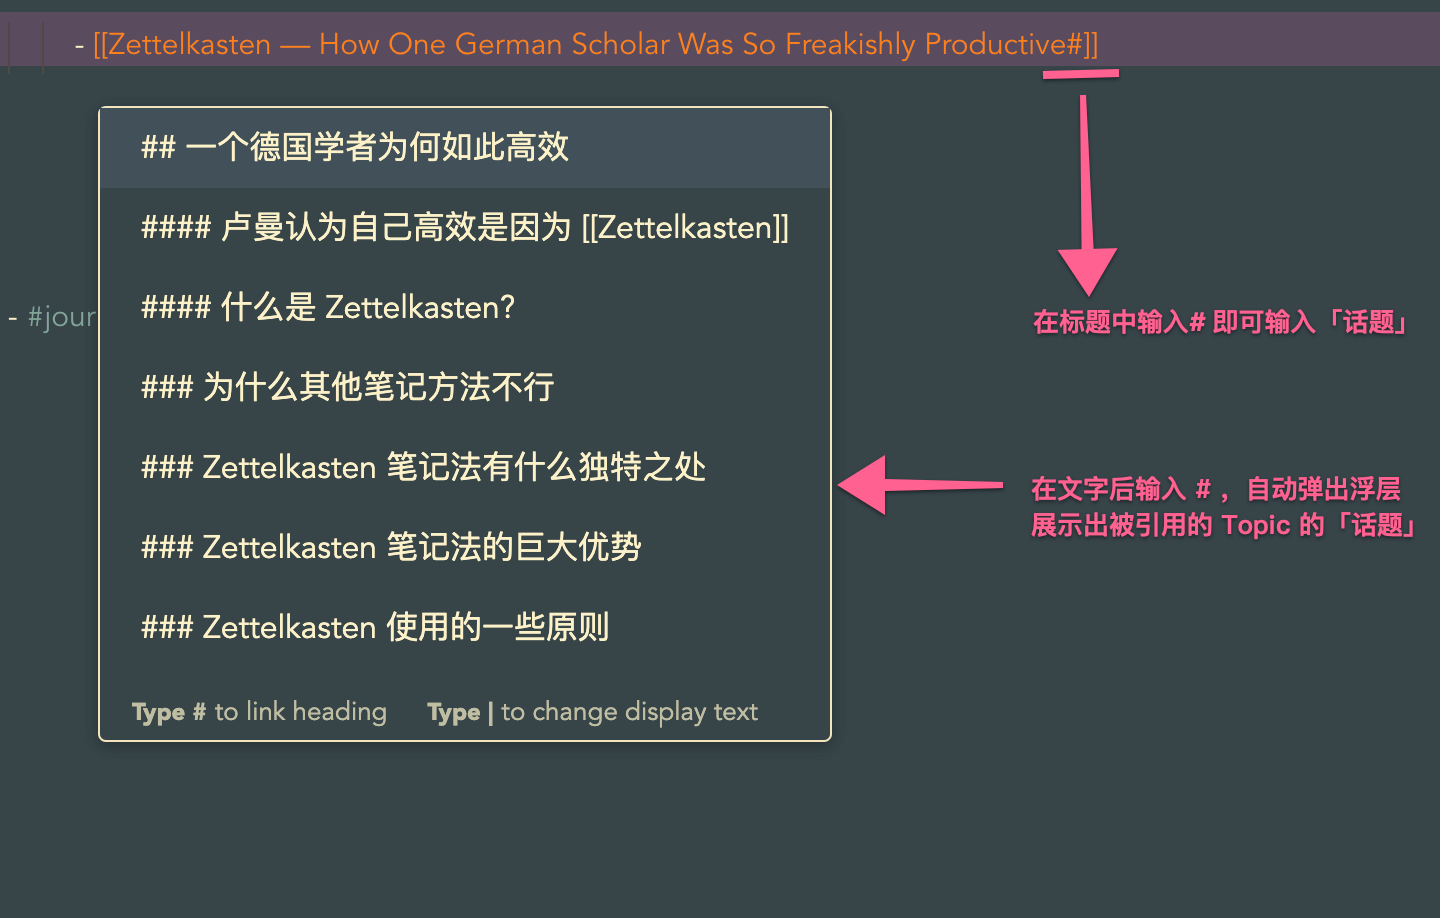 - [[Zettelkasten — How One German Scholar Was So Freakishly Productive#]]
## 一个德国学者为何如此高效
#### 卢曼认为自己高效是因为 [[Zettelkasten]]
- #jour
#### 什么是 Zettelkasten?
在标题中输入# 即可输入「话题」
### 为什么其他笔记方法不行
### Zettelkasten 笔记法有什么独特之处
在文字后输入 # ，自动弹出浮层
展示出被引用的 Topic 的「话题」
### Zettelkasten 笔记法的巨大优势
### Zettelkasten 使用的一些原则
Type # to link heading Type | to change display text